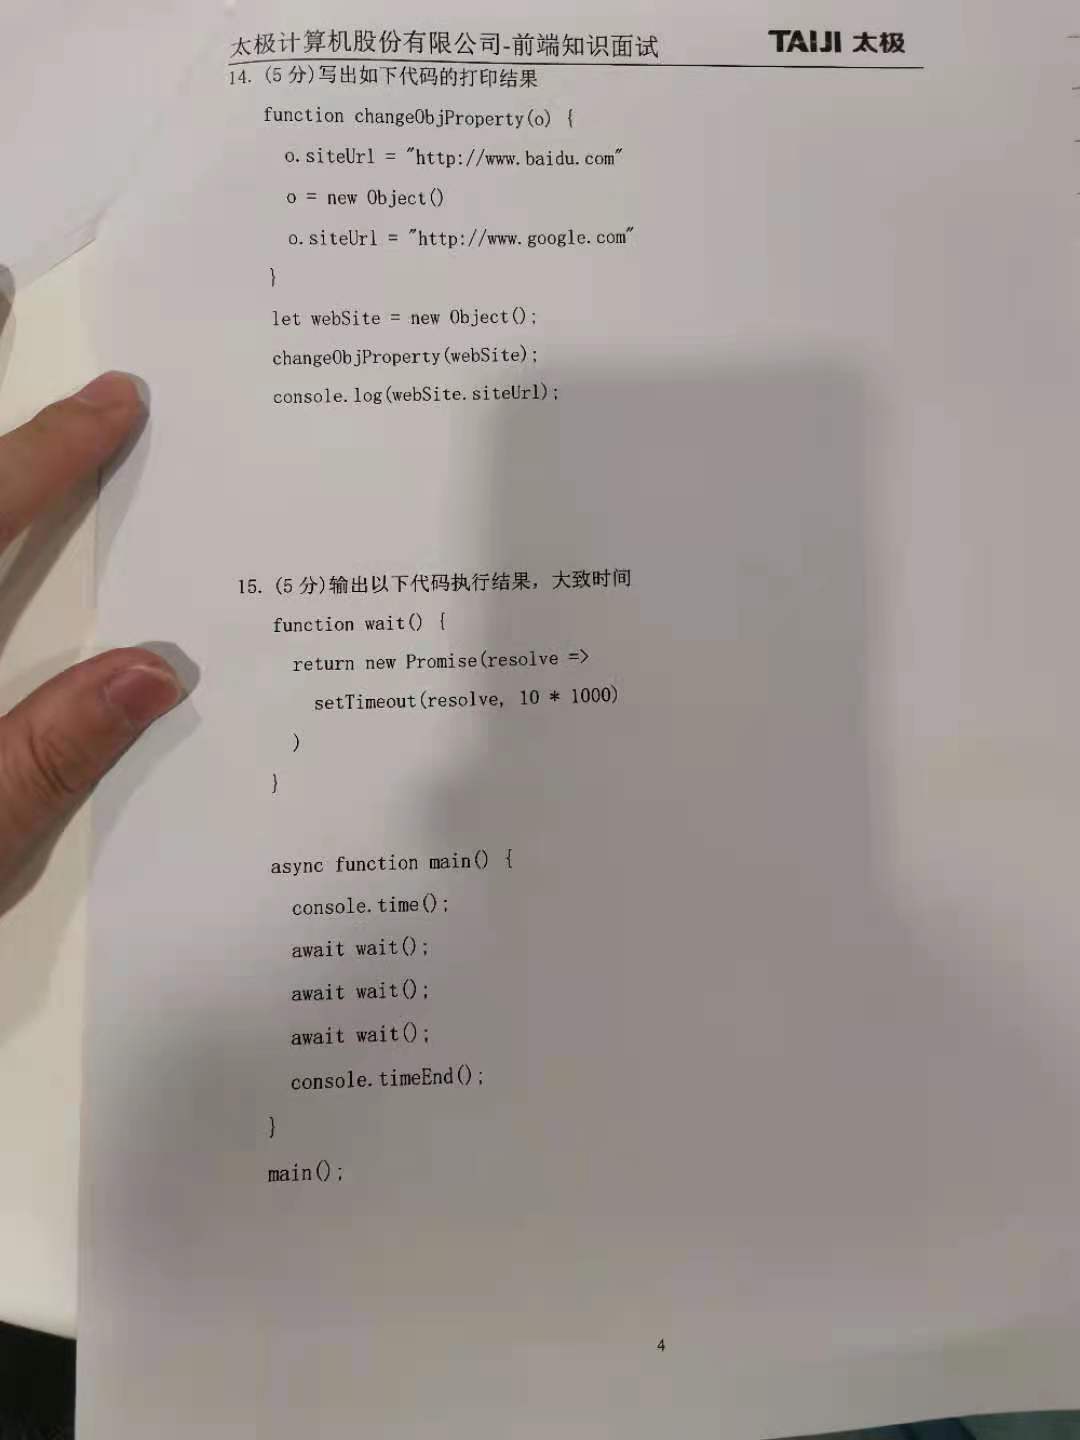 太极计算机股份有限公司-前端知识面试 TAIJI 太极
14. (5 分)写出如下代码的打印结果
function changeObjProperty(o) {
o.siteUrl = "http://www.baidu.com"
o = new Object()
o.siteUrl = "http://www.google.com"
}
let webSite = new Object();
changeObjProperty(webSite);
console.log(webSite.siteUrl);
15. (5 分)输出以下代码执行结果，大致时间
function wait() {
return new Promise(resolve =>
setTimeout(resolve, 10 * 1000)
)
}
async function main() {
console.time();
await wait();
await wait();
await wait();
console.timeEnd();
}
main();
4